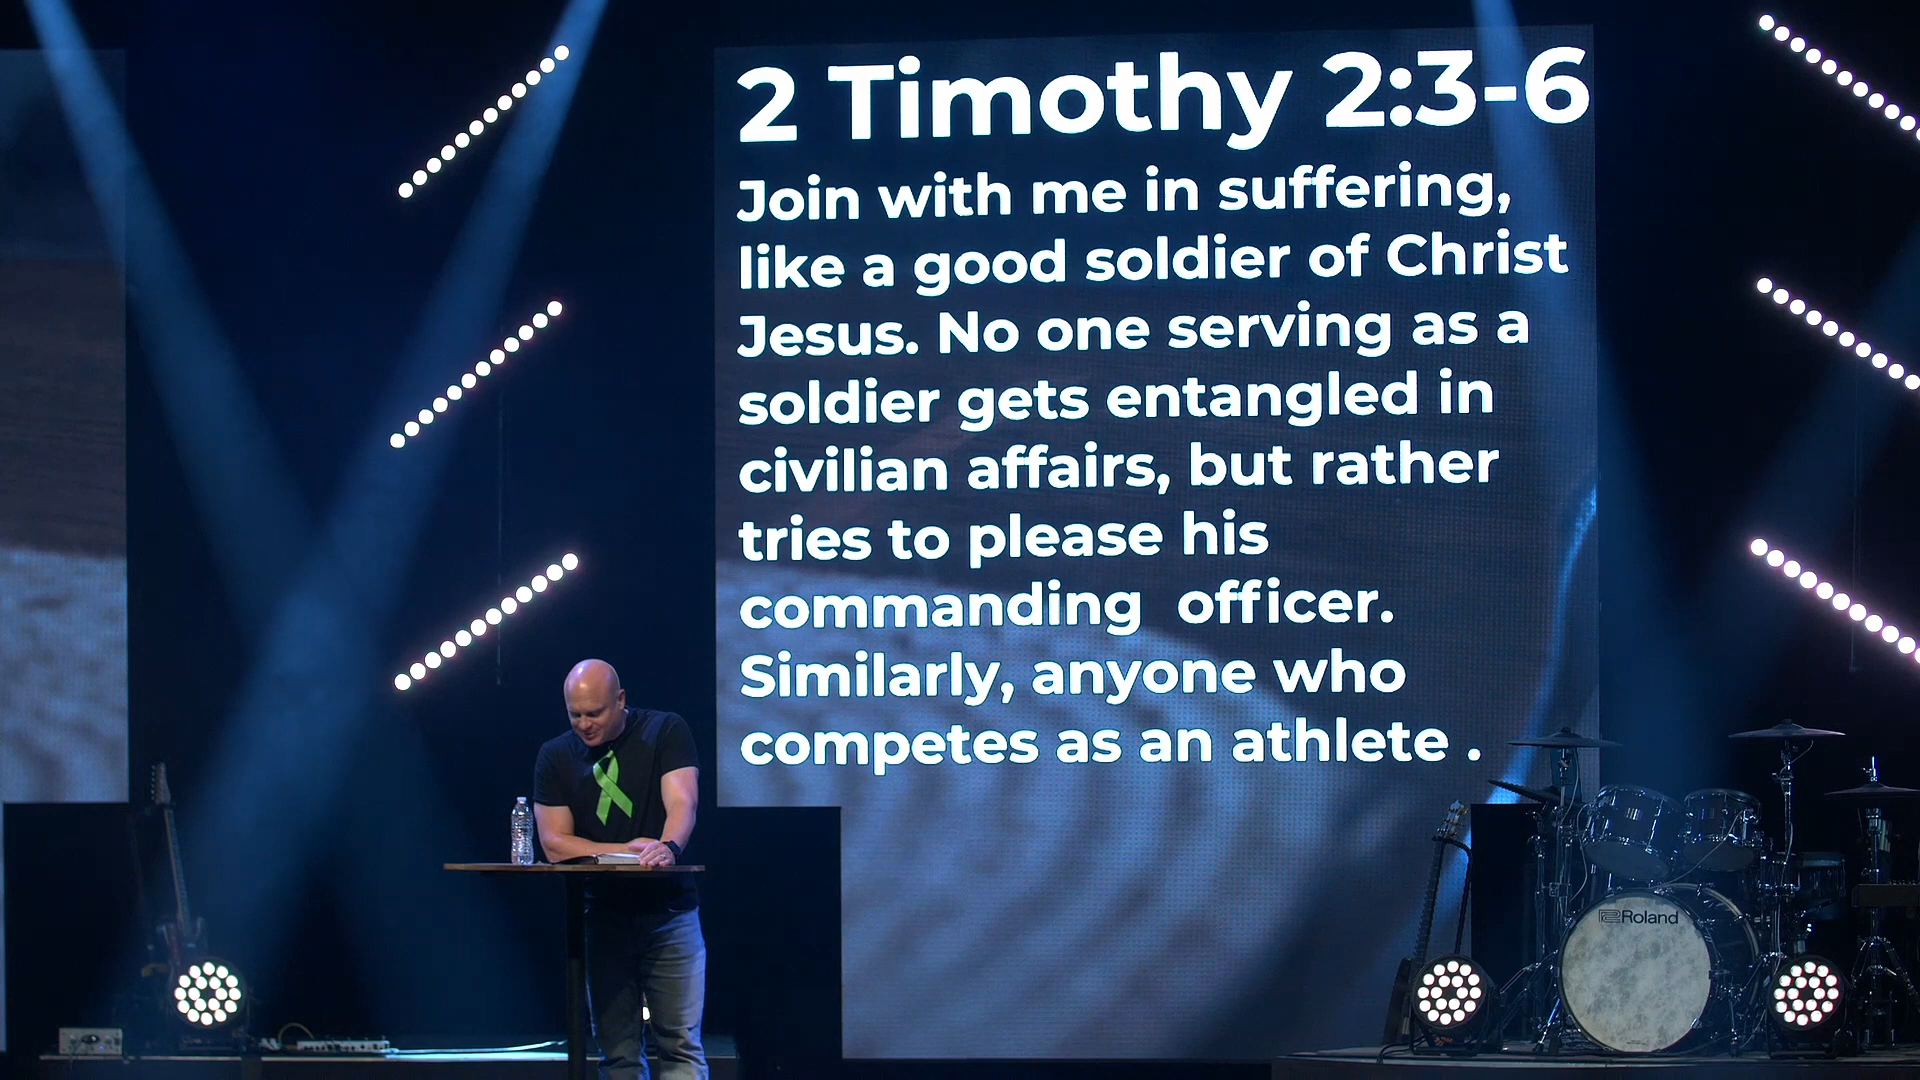 2 Timothy 2:3-6
Join with me in suffering,
like a good soldier of Christ
Jesus. No one serving as a
soldier gets entangled in
civilian affairs, but rather
tries to please his
commanding  officer.
Similarly, anyone who
competes as an athlete .
Roland